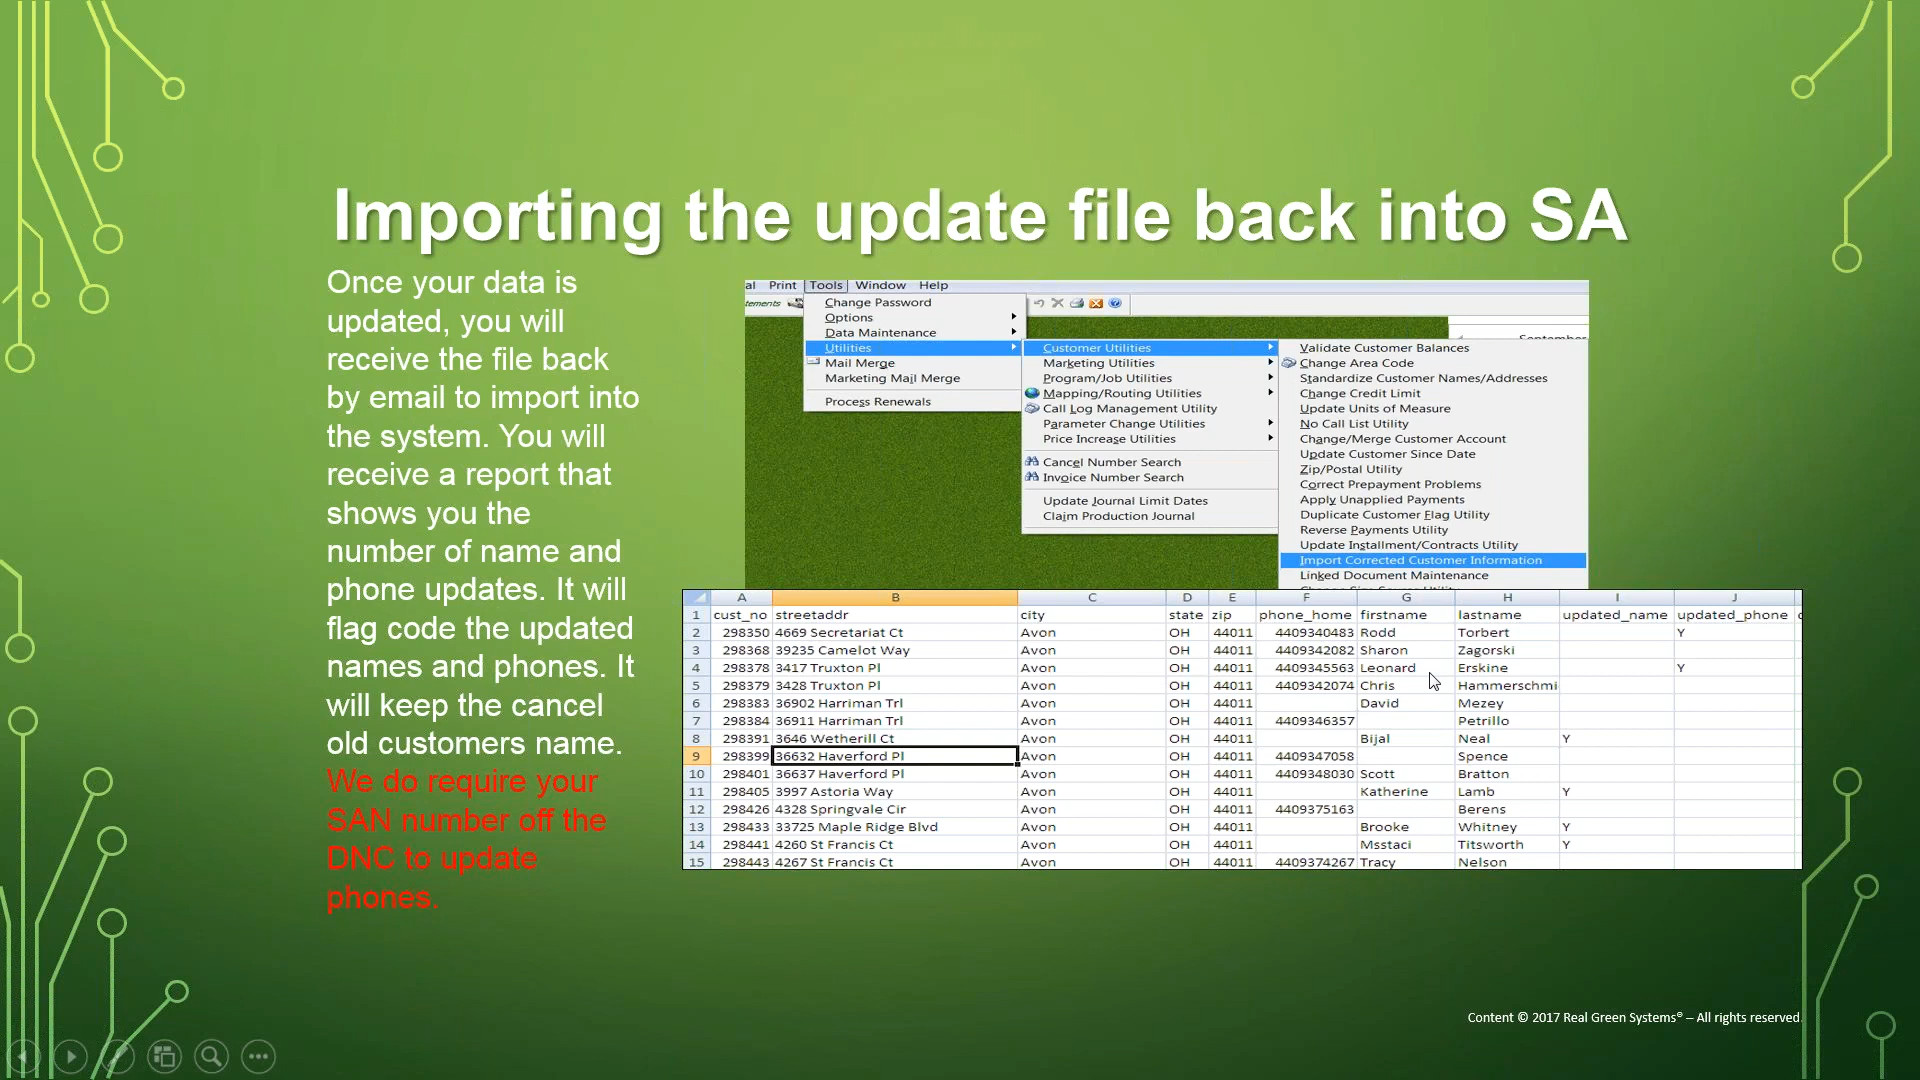 Importing the update file back into SA
Once your data is
updated, you will
receive the file back
by email to import into
the system. You will
receive a report that
shows you the
number of name and
phone updates. It will
flag code the updated
names and phones. It
will keep the cancel
old customers name.
We do require your
SAN number off the
DNC to update
phones.
al Print Tools Window Help
tements
Change Password
Options
Data Maintenance
Utilities
Mail Merge
Marketing Mail Merge
Process Renewals
Customer Utilities
Marketing Utilities
Program/Job Utilities
Mapping/Routing Utilities
Call Log Management Utility
Parameter Change Utilities
Price Increase Utilities
Cancel Number Search
Invoice Number Search
Update Journal Limit Dates
Claim Production Journal
Validate Customer Balances
Change Area Code
Standardize Customer Names/Addresses
Change Credit Limit
Update Units of Measure
No Call List Utility
Change/Merge Customer Account
Update Customer Since Date
Zip/Postal Utility
Correct Prepayment Problems
Apply Unapplied Payments
Duplicate Customer Flag Utility
Reverse Payments Utility
Update Installment/Contracts Utility
Import Corrected Customer Information
Linked Document Maintenance
A B C D E F G H I J
1 cust_no streetaddr city state zip phone_home firstname lastname updated_name updated_phone
2 298350 4669 Secretariat Ct Avon OH 44011 4409340483 Rodd Torbert Y
3 298368 39235 Camelot Way Avon OH 44011 4409342082 Sharon Zagorski
4 298378 3417 Truxton Pl Avon OH 44011 4409345563 Leonard Erskine Y
5 298379 3428 Truxton Pl Avon OH 44011 4409342074 Chris Hammerschmi
6 298383 36902 Harriman Trl Avon OH 44011 David Mezey
7 298384 36911 Harriman Trl Avon OH 44011 4409346357 Petrillo
8 298391 3646 Wetherill Ct Avon OH 44011 Bijal Neal Y
9 298399 36632 Haverford Pl Avon OH 44011 4409347058 Spence
10 298401 36637 Haverford Pl Avon OH 44011 4409348030 Scott Bratton
11 298405 3997 Astoria Way Avon OH 44011 Katherine Lamb Y
12 298426 4328 Springvale Cir Avon OH 44011 4409375163 Berens
13 298433 33725 Maple Ridge Blvd Avon OH 44011 Brooke Whitney Y
14 298441 4260 St Francis Ct Avon OH 44011 Msstaci Titsworth Y
15 298443 4267 St Francis Ct Avon OH 44011 4409374267 Tracy Nelson
Content © 2017 Real Green Systems® – All rights reserved.